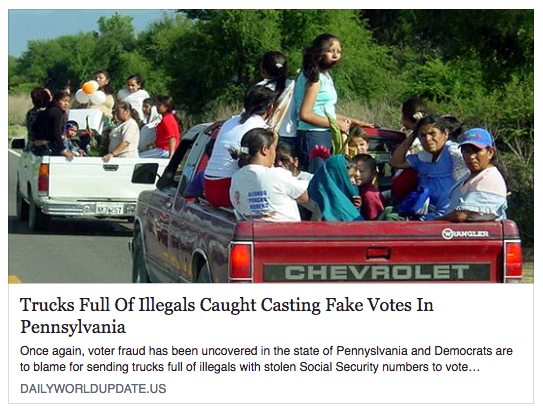 WRANGLER
CHEVROLET
Trucks Full Of Illegals Caught Casting Fake Votes In
Pennsylvania
Once again, voter fraud has been uncovered in the state of Pennyslvania and Democrats are
to blame for sending trucks full of illegals with stolen Social Security numbers to vote…
DAILYWORLDUPDATE.US